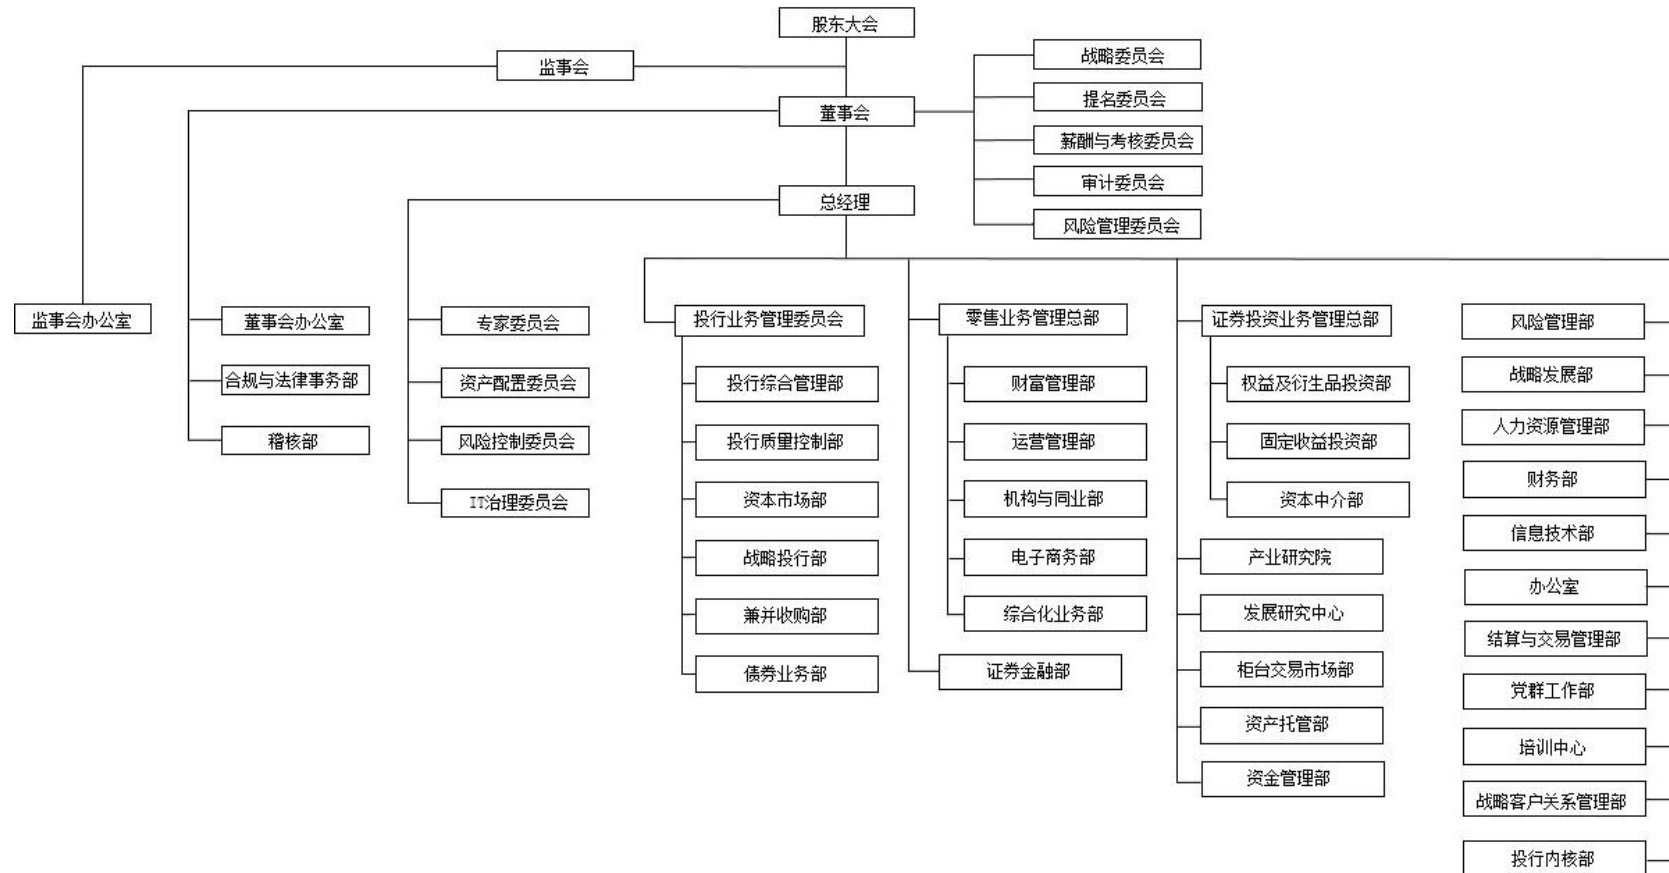 股东大会
监事会
董事会
总经理
战略委员会
提名委员会
薪酬与考核委员会
审计委员会
风险管理委员会
监事会办公室
董事会办公室
合规与法律事务部
稽核部
专家委员会
资产配置委员会
风险控制委员会
IT治理委员会
投行业务管理委员会
投行综合管理部
投行质量控制部
资本市场部
战略投行部
兼并收购部
债券业务部
零售业务管理总部
财富管理部
运营管理部
机构与同业部
电子商务部
综合化业务部
证券金融部
证券投资业务管理总部
权益及衍生品投资部
固定收益投资部
资本中介部
产业研究院
发展研究中心
柜台交易市场部
资产托管部
资金管理部
风险管理部
战略发展部
人力资源管理部
财务部
信息技术部
办公室
结算与交易管理部
党群工作部
培训中心
战略客户关系管理部
投行内核部